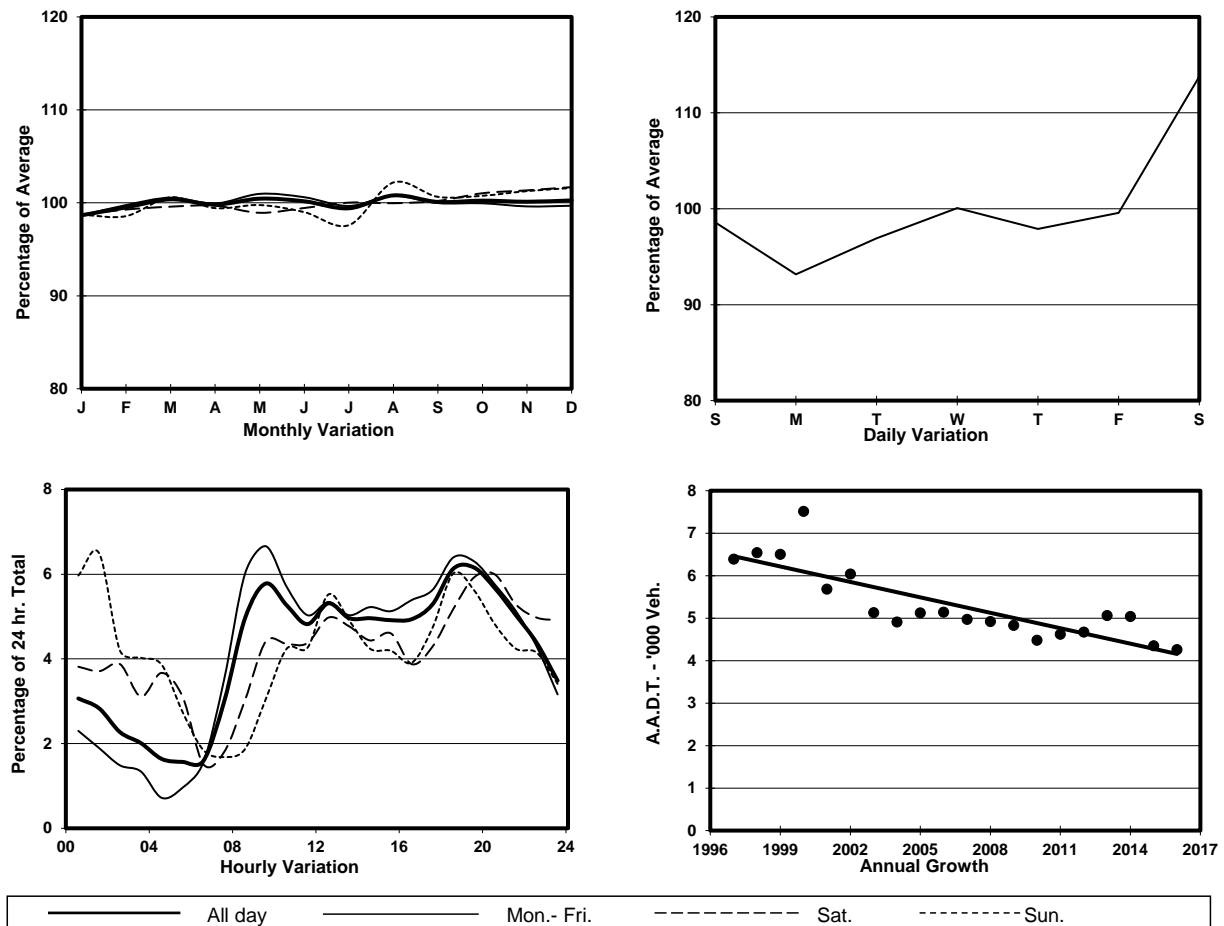 120
110
100
90
80
Percentage of Average
J F M A M J J A S O N D
Monthly Variation
120
110
100
90
80
Percentage of Average
S M T W T F S
Daily Variation
8
6
4
2
0
Percentage of 24 hr. Total
00 04 08 12 16 20 24
Hourly Variation
8
7
6
5
4
3
2
1
0
A.A.D.T. - '000 Veh.
1996 1999 2002 2005 2008 2011 2014 2017
Annual Growth
All day Mon.- Fri. Sat. Sun.